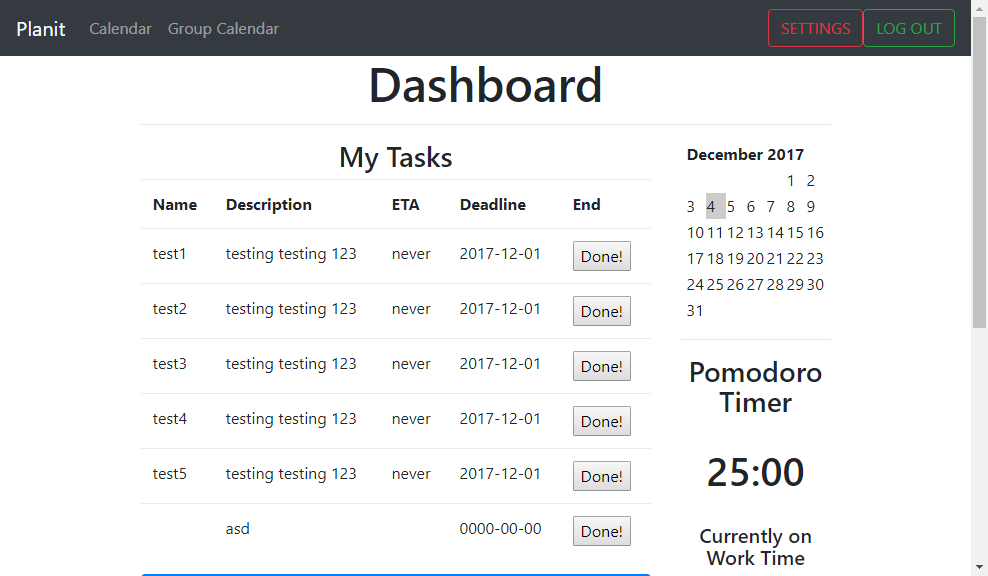 Planit Calendar Group Calendar SETTINGS LOG OUT
Dashboard
My Tasks
Name Description ETA Deadline End
test1 testing testing 123 never 2017-12-01 Done!
test2 testing testing 123 never 2017-12-01 Done!
test3 testing testing 123 never 2017-12-01 Done!
test4 testing testing 123 never 2017-12-01 Done!
test5 testing testing 123 never 2017-12-01 Done!
asd 0000-00-00 Done!
December 2017
1 2
3 4 5 6 7 8 9
10 11 12 13 14 15 16
17 18 19 20 21 22 23
24 25 26 27 28 29 30
31
Pomodoro
Timer
25:00
Currently on
Work Time